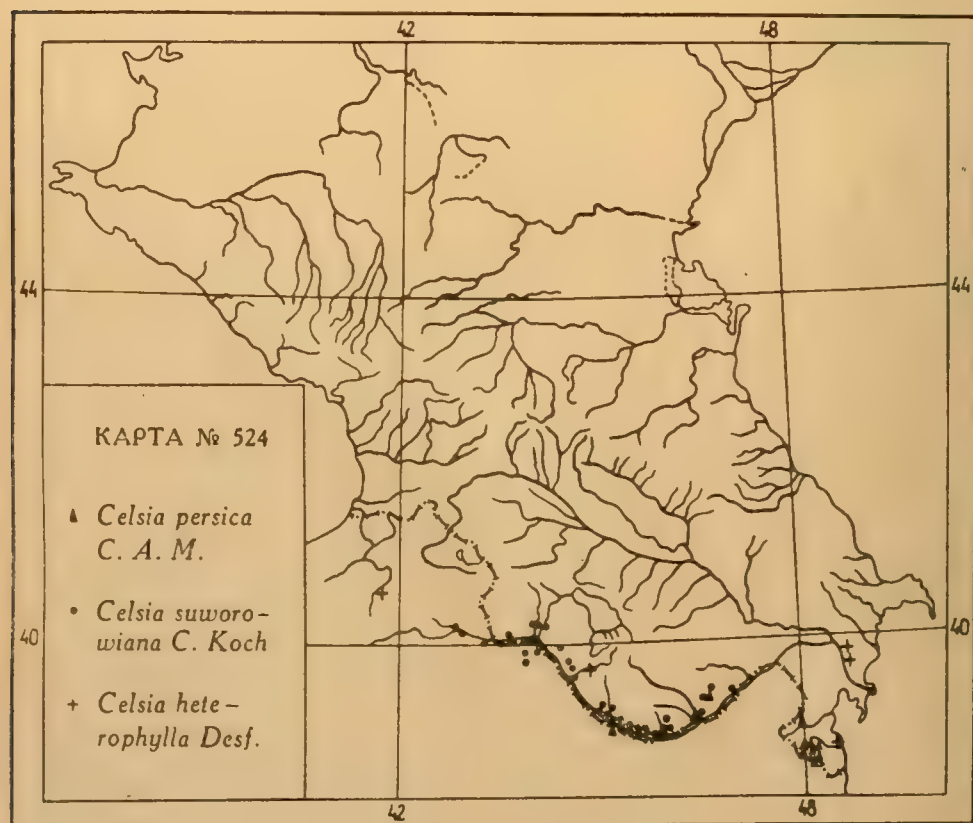 42 48
44 44
КАРТА № 524
Celsia persica
C. A. M.
Celsia suworo-
wiana C. Koch
40 40
Celsia hete-
rophylla Desf.
42 48